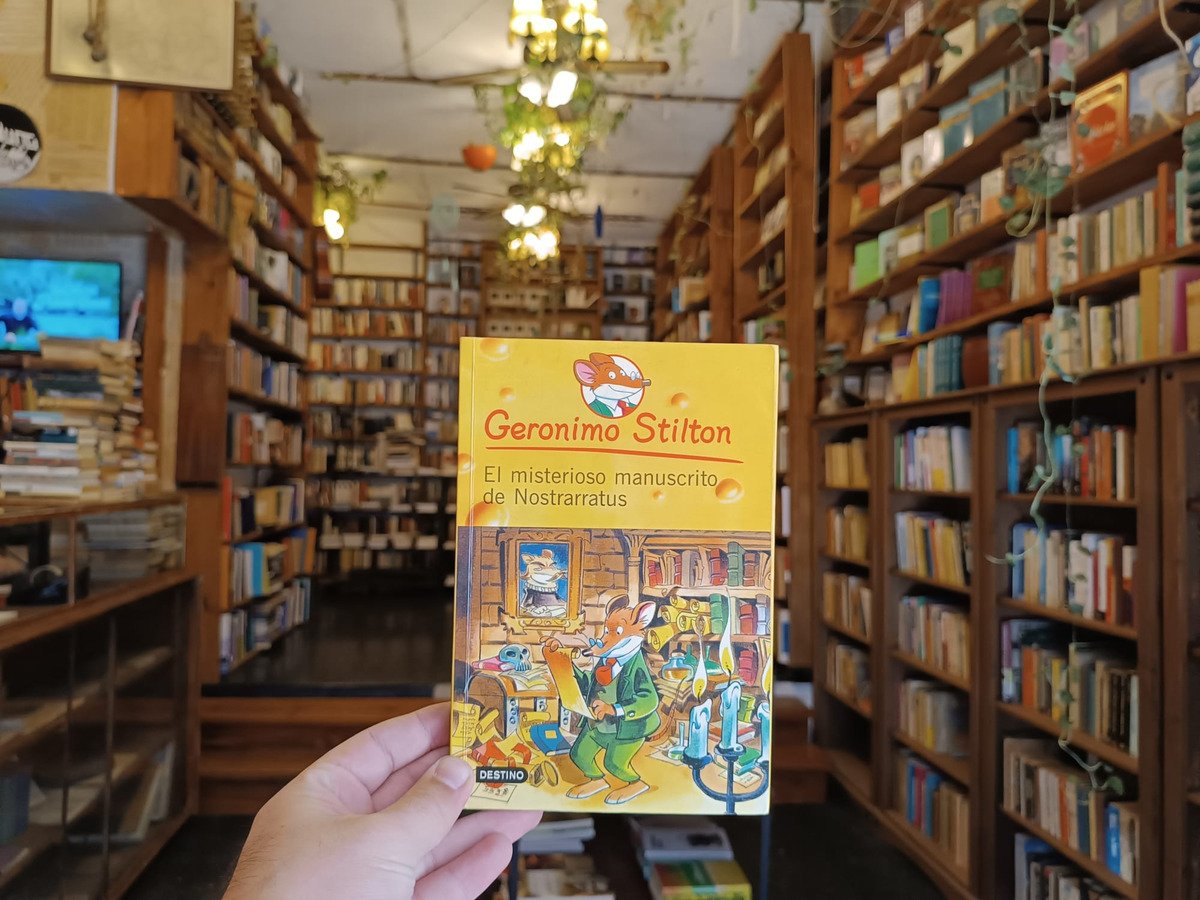 Geronimo Stilton
El misterioso manuscrito
de Nostrarratus
DESTINO